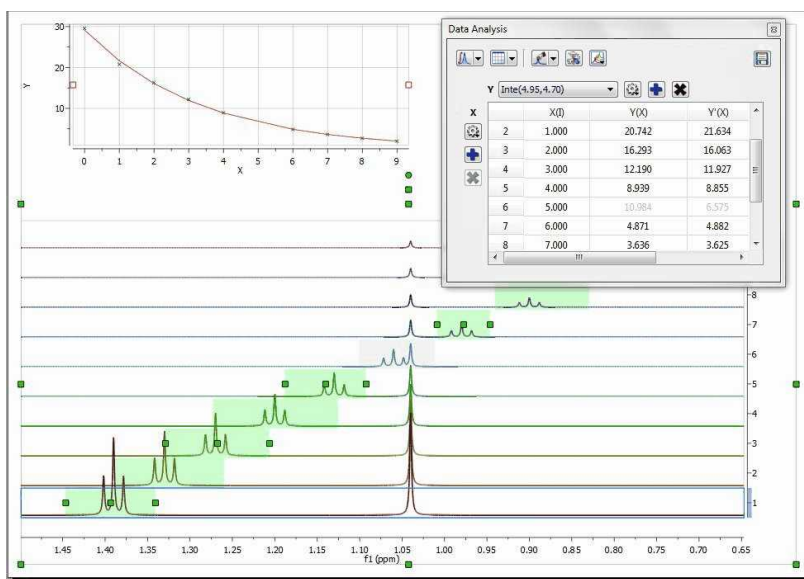 Data Analysis
Y Inte(4.95,4.70)
X
X(I) Y(X) Y'(X)
2 1.000 20.742 21.634
3 2.000 16.293 16.063
4 3.000 12.190 11.927
5 4.000 8.939 8.855
6 5.000 10.984 6.575
7 6.000 4.871 4.882
8 7.000 3.636 3.625
30
20
10
Y
0 1 2 3 4 5 6 7 8 9
X
8
7
6
5
4
3
2
1
1.45 1.40 1.35 1.30 1.25 1.20 1.15 1.10 1.05 1.00 0.95 0.90 0.85 0.80 0.75 0.70 0.65
f1 (ppm)